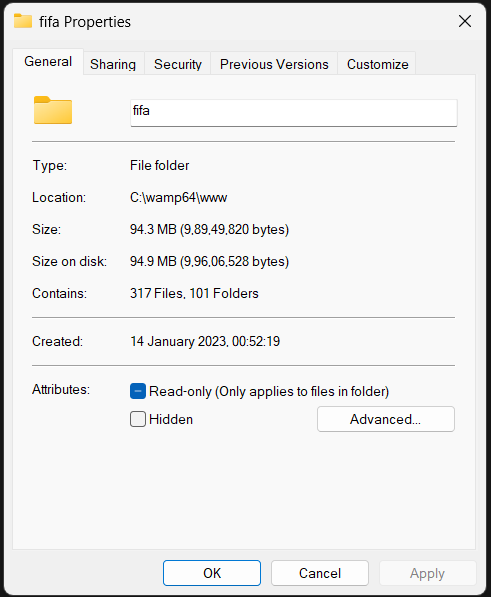 fifa Properties
General Sharing Security Previous Versions Customize
fifa
Type: File folder
Location: C:\wamp64\www
Size: 94.3 MB (9,89,49,820 bytes)
Size on disk: 94.9 MB (9,96,06,528 bytes)
Contains: 317 Files, 101 Folders
Created: 14 January 2023, 00:52:19
Attributes: Read-only (Only applies to files in folder)
Hidden Advanced...
OK Cancel Apply